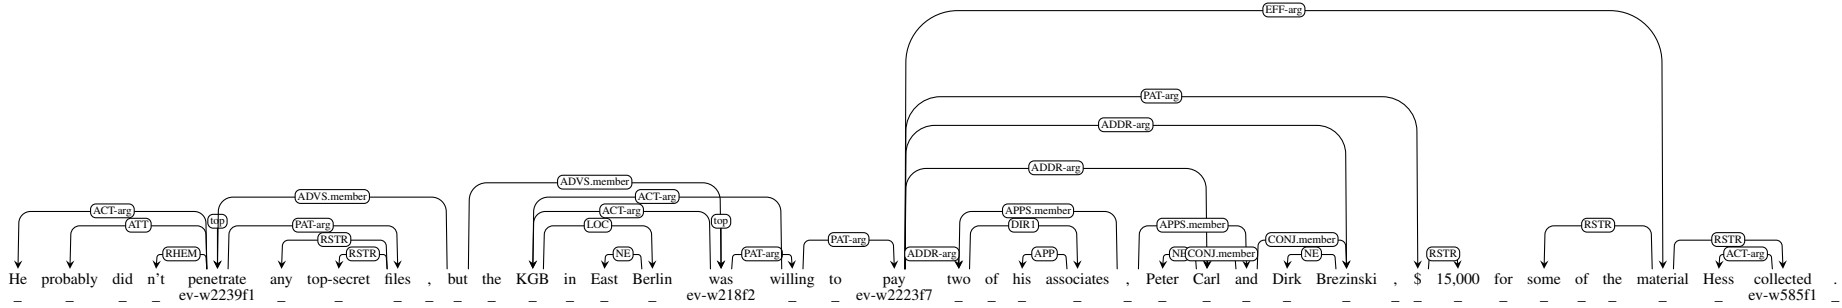 EFF-arg
PAT-arg
ADDR-arg
ADDR-arg
ADVS.member
ADVS.member ACT-arg
ACT-arg top ACT-arg top APPS.member
ATT PAT-arg LOC DIR1 APPS.member RSTR
RSTR PAT-arg CONJ.member RSTR
RHEM RSTR NE PAT-arg ADDR-arg APP NE CONJ.member NE RSTR ACT-arg
He probably did n't penetrate any top-secret files , but the KGB in East Berlin was willing to pay two of his associates , Peter Carl and Dirk Brezinski , $ 15,000 for some of the material Hess collected .
_ _ _ _ ev-w2239f1 _ _ _ _ _ _ _ _ _ _ ev-w218f2 _ _ ev-w2223f7 _ _ _ _ _ _ _ _ _ _ _ _ _ _ _ _ _ _ _ ev-w585f1 _